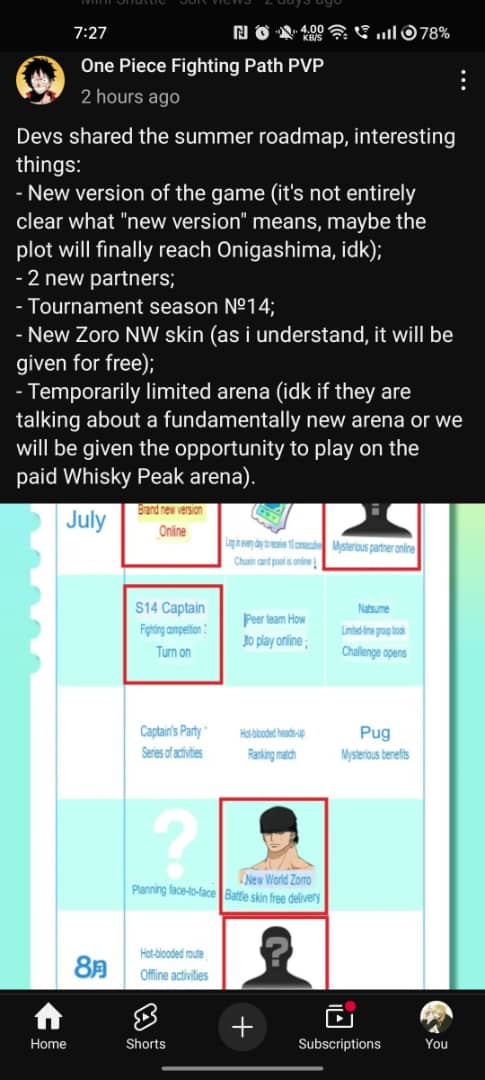 Mini Shuttle · 58K views · 2 days ago
7:27
4.00
KB/S
78%
One Piece Fighting Path PVP
2 hours ago
Devs shared the summer roadmap, interesting
things:
- New version of the game (it's not entirely
clear what "new version" means, maybe the
plot will finally reach Onigashima, idk);
- 2 new partners;
- Tournament season №14;
- New Zoro NW skin (as i understand, it will be
given for free);
- Temporarily limited arena (idk if they are
talking about a fundamentally new arena or we
will be given the opportunity to play on the
paid Whisky Peak arena).
July
Brand new version
Online
Log in every day to receive 10 consecutive
Chuxin card pool is online !
Mysterious partner online
S14 Captain
Fighting competition :
Turn on
Peer team How
to play online ;
Natsume
Limited-time group book
Challenge opens
Captain's Party
Series of activities
Hot-blooded heads-up
Ranking match
Pug
Mysterious benefits
?
Planning face-to-face
New World Zorro
Battle skin free delivery
8月
Hot-blooded route
Offline activities
?
Home
Shorts
Subscriptions
You